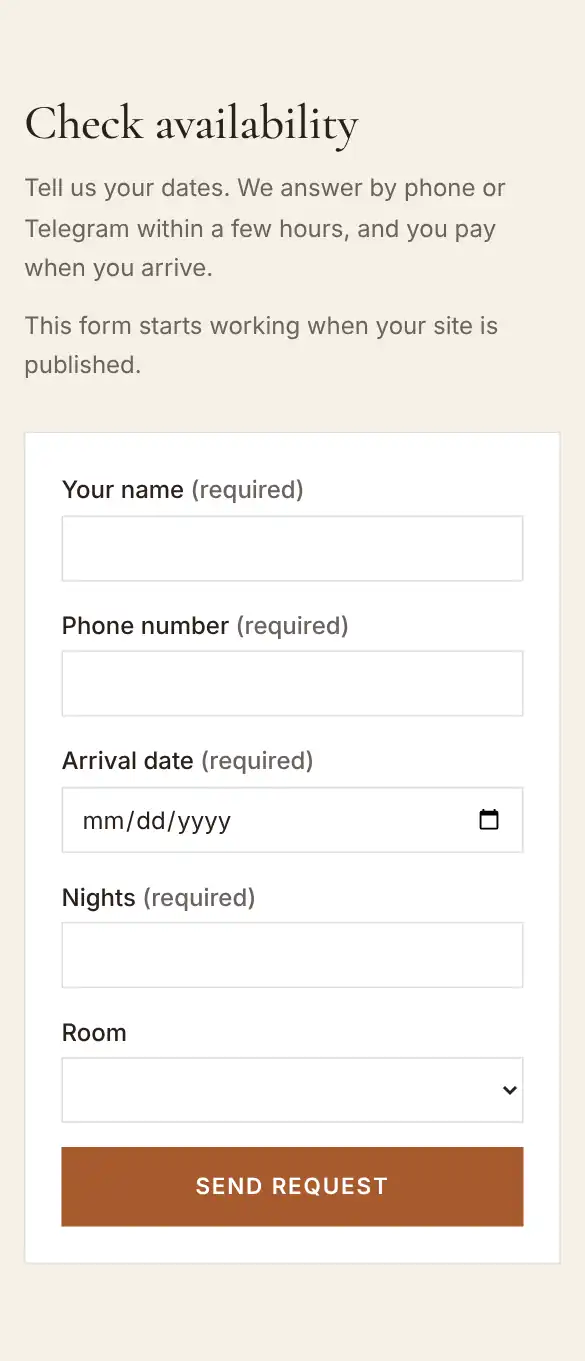 Check availability
Tell us your dates. We answer by phone or
Telegram within a few hours, and you pay
when you arrive.
This form starts working when your site is
published.
Your name (required)
Phone number (required)
Arrival date (required)
mm/dd/yyyy
Nights (required)
Room
SEND REQUEST